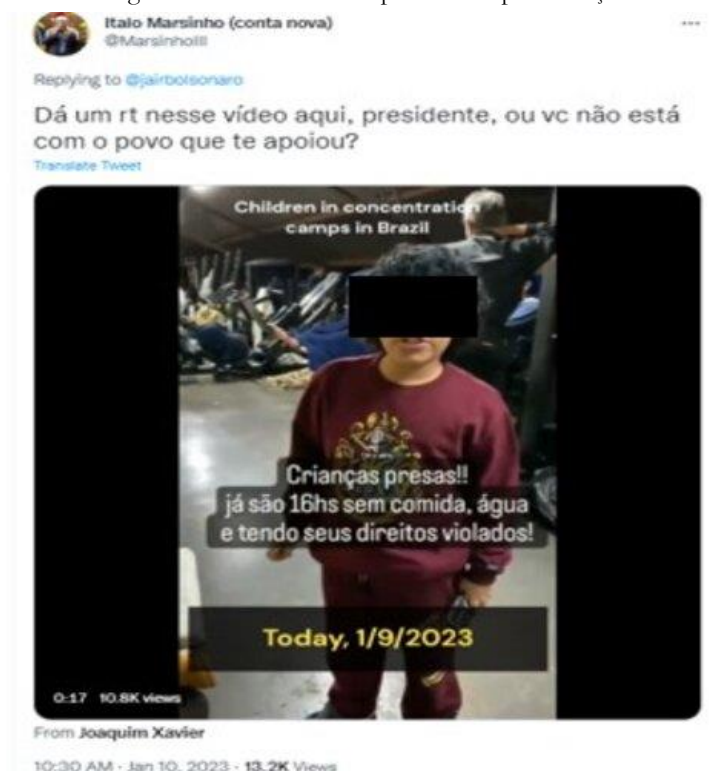 Italo Marsinho (conta nova)
@MarsinhoIII
Replying to @jairbolsonaro
Dá um rt nesse vídeo aqui, presidente, ou vc não está
com o povo que te apoiou?
Translate Tweet
Children in concentration
camps in Brazil
Crianças presas!!
já são 16hs sem comida, água
e tendo seus direitos violados!
Today, 1/9/2023
0:17 10.8K views
From Joaquim Xavier
10:30 AM · Jan 10, 2023 · 13.2K Views